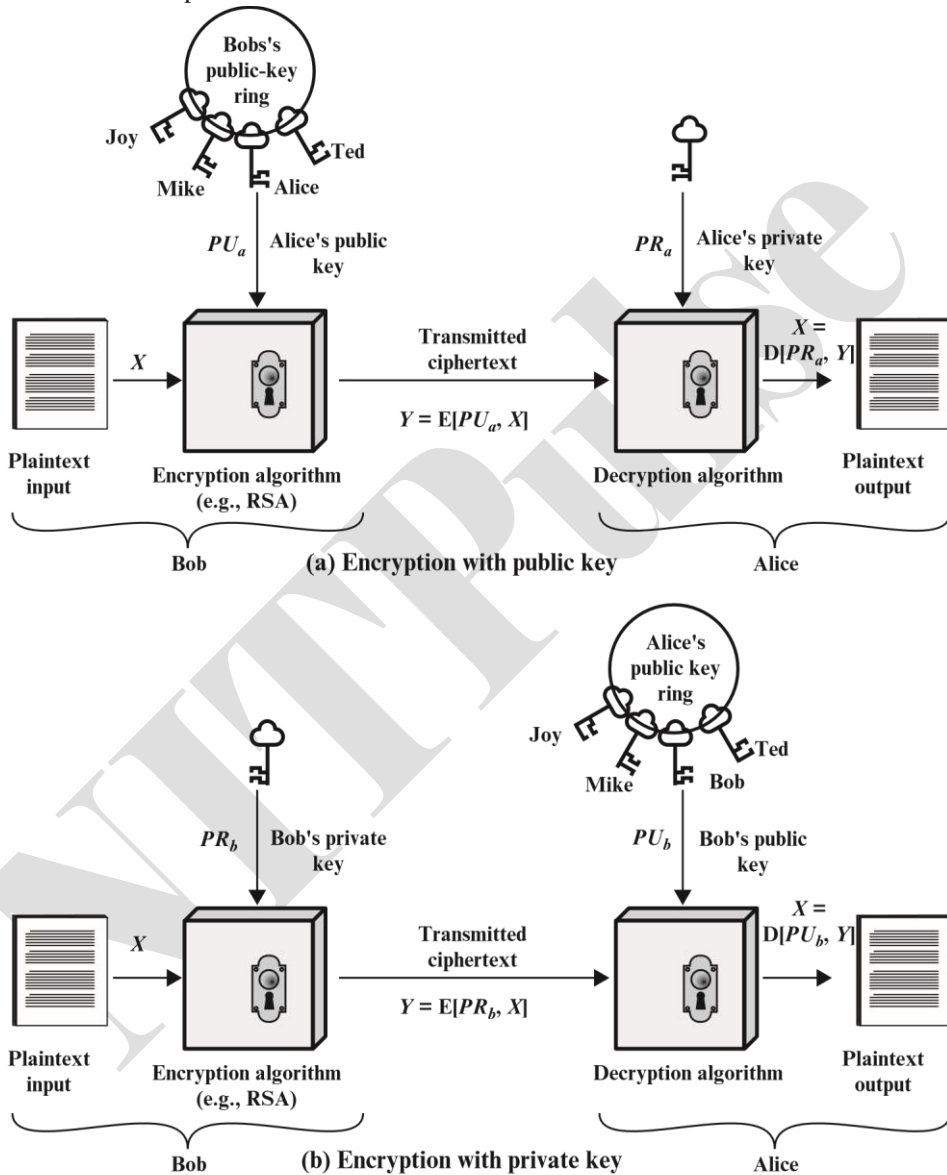 Bobs's
public-key
ring
Joy
Mike
Alice
Ted
PUa
Alice's public
key
PRa
Alice's private
key
X
Transmitted
ciphertext
Y = E[PUa, X]
X =
D[PRa, Y]
Plaintext
input
Encryption algorithm
(e.g., RSA)
Decryption algorithm
Plaintext
output
Bob
(a) Encryption with public key
Alice
Alice's
public key
ring
Joy
Mike
Bob
Ted
PRb
Bob's private
key
PUb
Bob's public
key
X
Transmitted
ciphertext
Y = E[PRb, X]
X =
D[PUb, Y]
Plaintext
input
Encryption algorithm
(e.g., RSA)
Decryption algorithm
Plaintext
output
Bob
(b) Encryption with private key
Alice
NITPulse